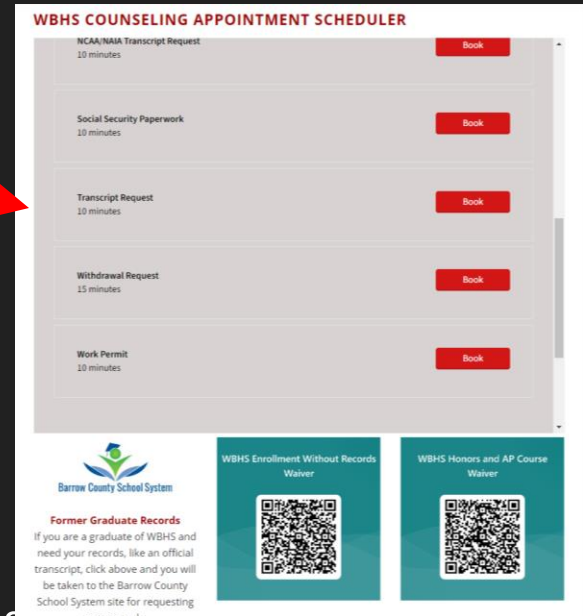 WBHS COUNSELING APPOINTMENT SCHEDULER
NCAA/NAIA Transcript Request
10 minutes
Book
Social Security Paperwork
10 minutes
Book
Transcript Request
10 minutes
Book
Withdrawal Request
15 minutes
Book
Work Permit
10 minutes
Book
Barrow County School System
Former Graduate Records
If you are a graduate of WBHS and
need your records, like an official
transcript, click above and you will
be taken to the Barrow County
School System site for requesting
WBHS Enrollment Without Records
Waiver
WBHS Honors and AP Course
Waiver